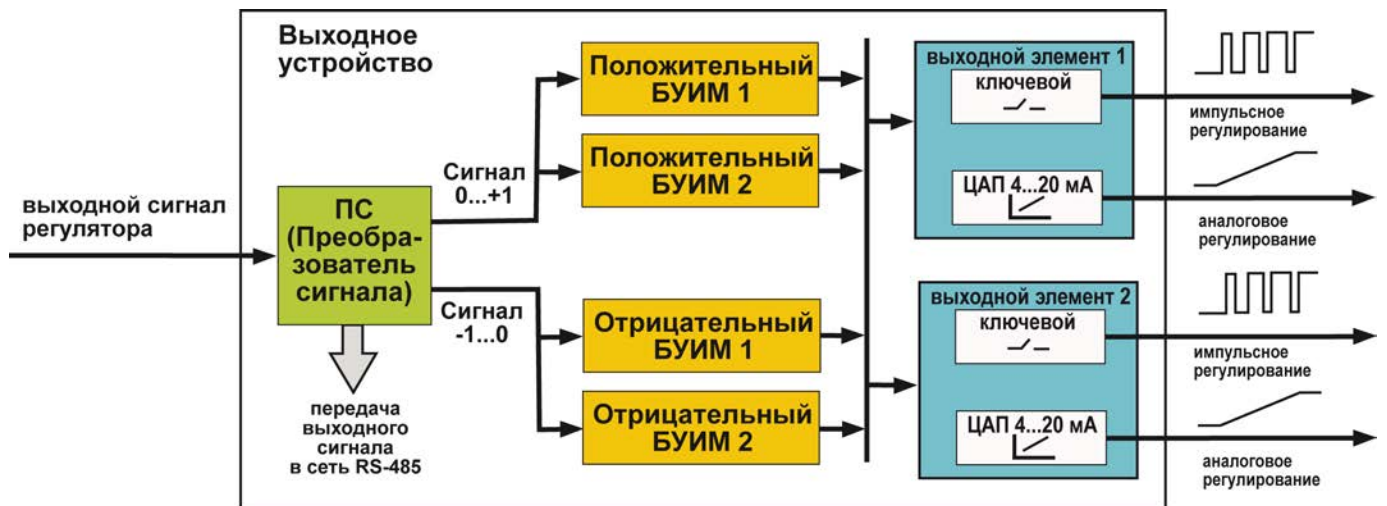 Выходное
устройство
выходной сигнал
регулятора
ПС
(Преобра-
зователь
сигнала)
передача
выходного
сигнала
в сеть RS-485
Сигнал
0...+1
Сигнал
-1...0
Положительный
БУИМ 1
Положительный
БУИМ 2
Отрицательный
БУИМ 1
Отрицательный
БУИМ 2
выходной элемент 1
ключевой
ЦАП 4...20 мА
импульсное
регулирование
аналоговое
регулирование
выходной элемент 2
ключевой
ЦАП 4...20 мА
импульсное
регулирование
аналоговое
регулирование